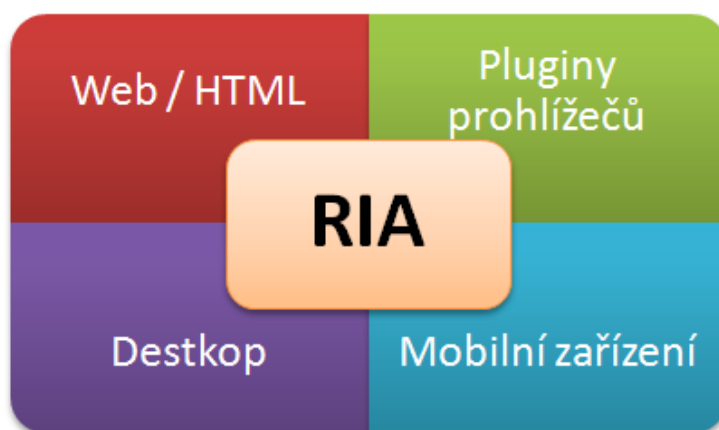 Web / HTML
Pluginy
prohlížečů
RIA
Destkop
Mobilní zařízení